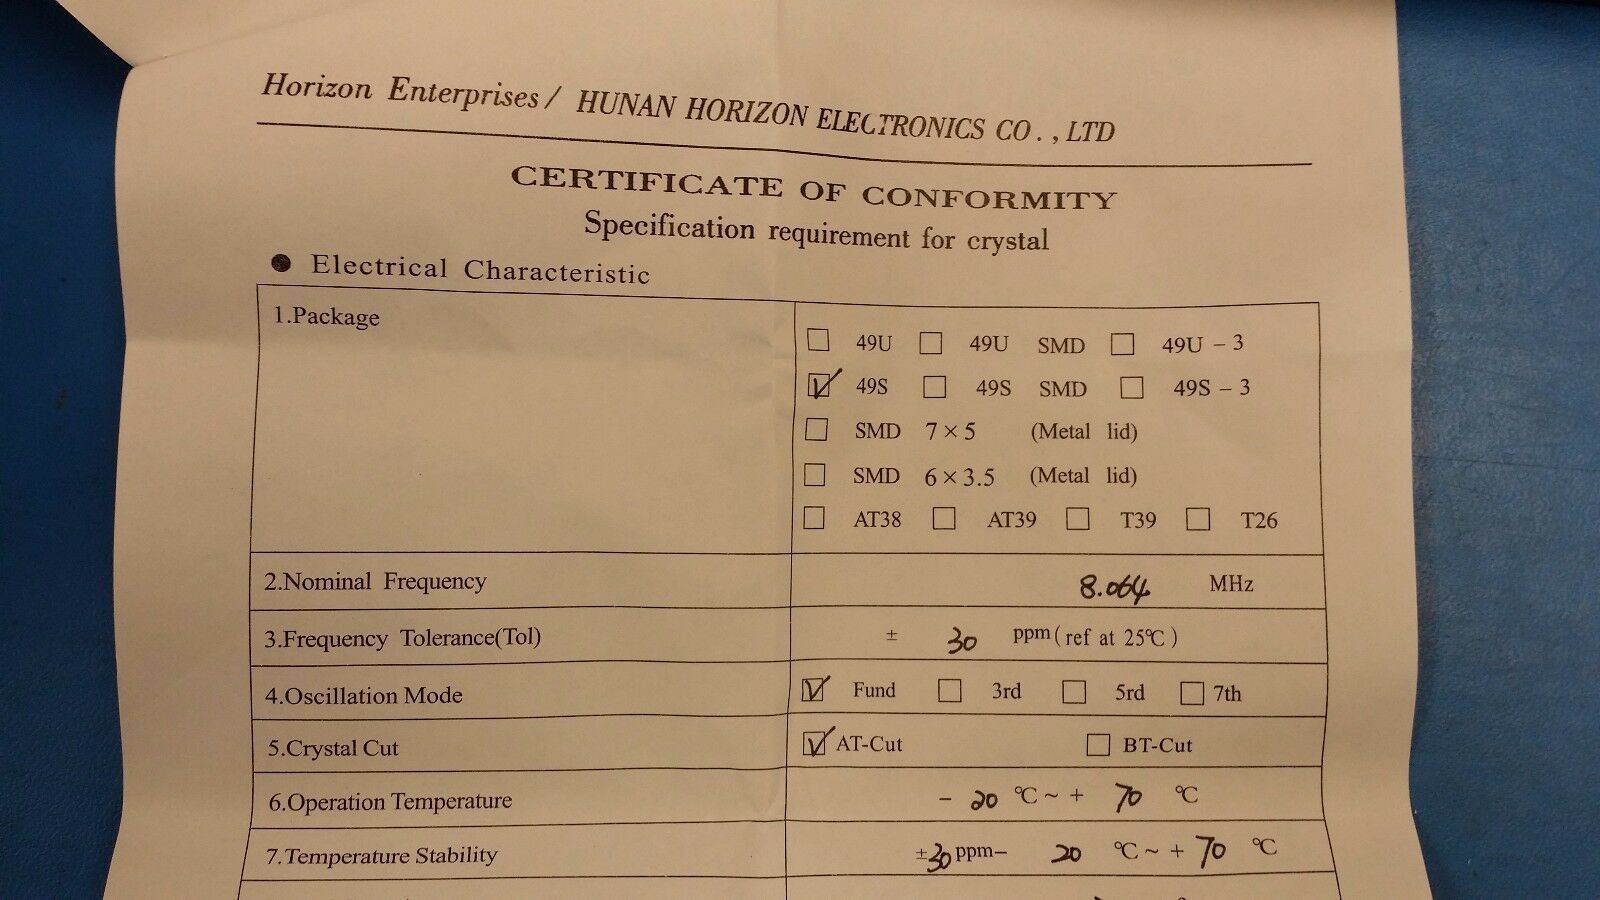 Horizon Enterprises/ HUNAN HORIZON ELECTRONICS CO.,LTD
CERTIFICATE OF CONFORMITY
Specification requirement for crystal
● Electrical Characteristic
1.Package
☐ 49U ☐ 49U SMD ☐ 49U-3
☑ 49S ☐ 49S SMD ☐ 49S-3
☐ SMD 7×5 (Metal lid)
☐ SMD 6×3.5 (Metal lid)
☐ AT38 ☐ AT39 ☐ T39 ☐ T26
2.Nominal Frequency 8.064 MHz
3.Frequency Tolerance(Tol) ± 30 ppm(ref at 25℃)
4.Oscillation Mode ☑ Fund ☐ 3rd ☐ 5rd ☐ 7th
5.Crystal Cut ☑ AT-Cut ☐ BT-Cut
6.Operation Temperature - 20 ℃~+ 70 ℃
7.Temperature Stability ±30ppm- 20 ℃~+70 ℃